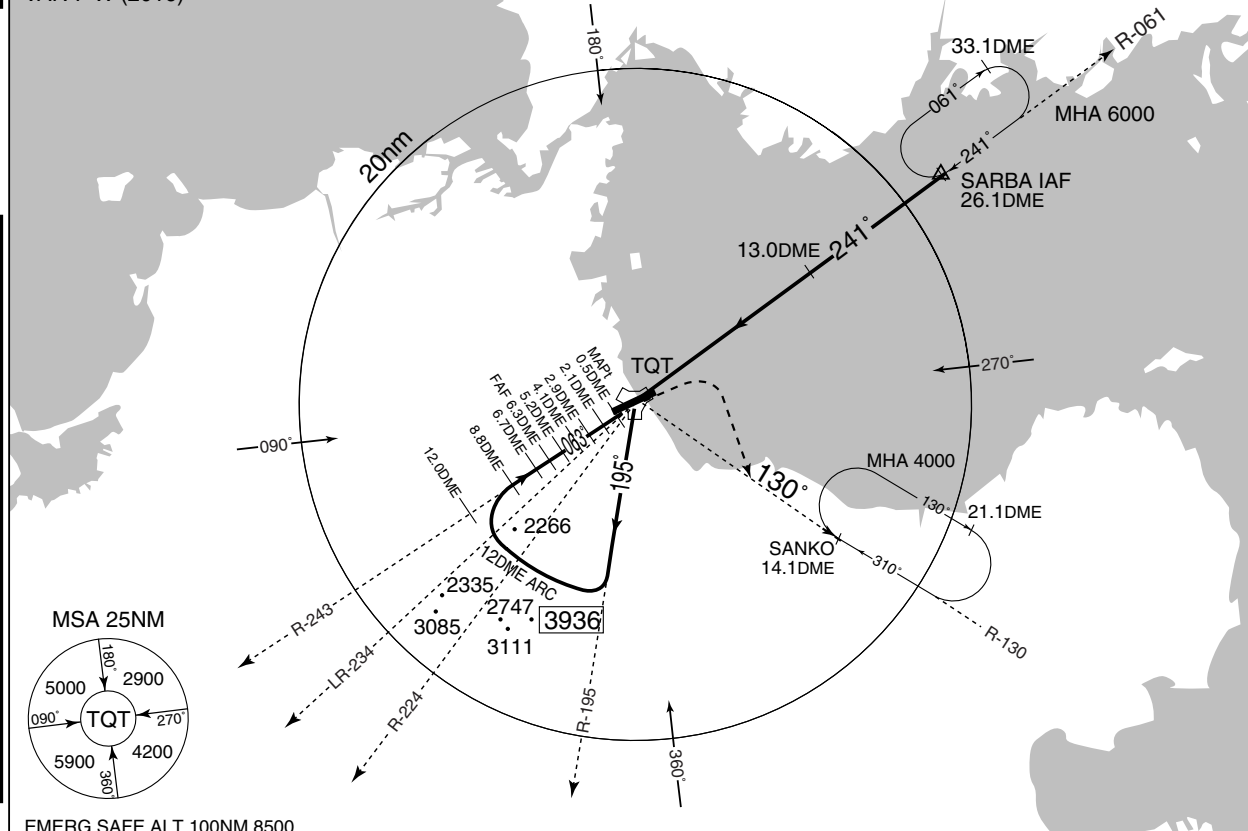 180°
33.1DME
R-061
061°
MHA 6000
241°
20nm
SARBA IAF
26.1DME
241°
13.0DME
TQT
270°
MAPt
0.5DME
2.1DME
2.9DME
4.1DME
5.2DME
FAF 6.3DME
6.7DME
8.8DME
12.0DME
063°
090°
195°
130°
MHA 4000
130°
21.1DME
SANKO
14.1DME
310°
R-130
2266
12DME ARC
2335
2747
3936
3085
3111
R-243
LR-234
R-224
R-195
360°
MSA 25NM
180°
5000
2900
090°
TQT
270°
5900
4200
360°
EMERG SAFE ALT 100NM 8500